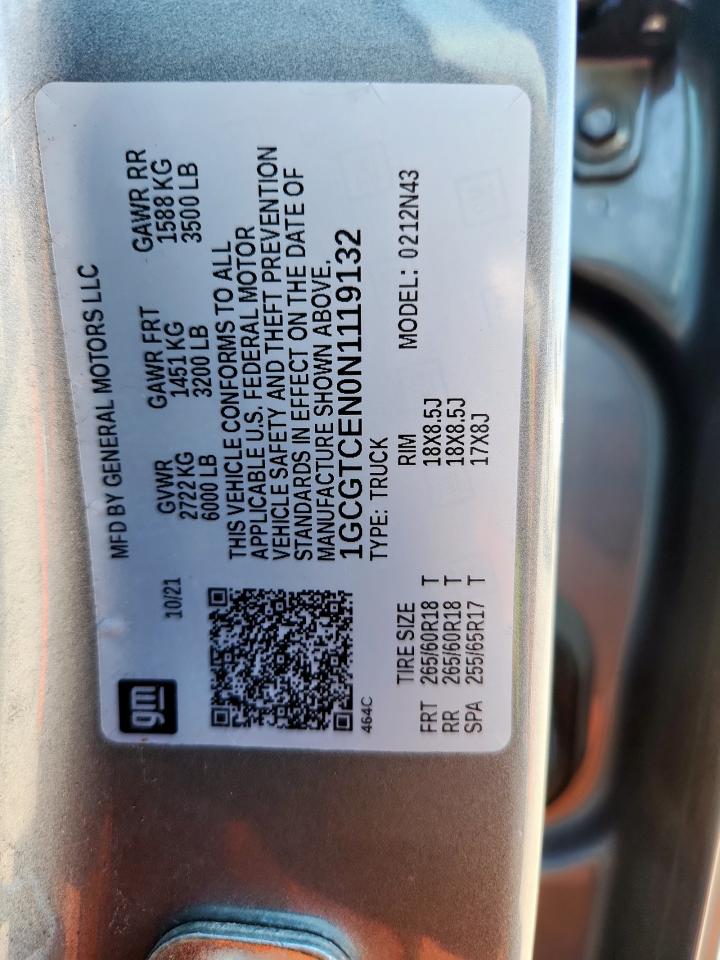 gm
10/21
MFD BY GENERAL MOTORS LLC
GVWR GAWR FRT GAWR RR
2722 KG 1451 KG 1588 KG
6000 LB 3200 LB 3500 LB
THIS VEHICLE CONFORMS TO ALL
APPLICABLE U.S. FEDERAL MOTOR
VEHICLE SAFETY AND THEFT PREVENTION
STANDARDS IN EFFECT ON THE DATE OF
MANUFACTURE SHOWN ABOVE.
1GCGTCEN0N1119132
TYPE: TRUCK MODEL: 0212N43
464C
TIRE SIZE RIM
FRT 265/60R18 T 18X8.5J
RR 265/60R18 T 18X8.5J
SPA 255/65R17 T 17X8J